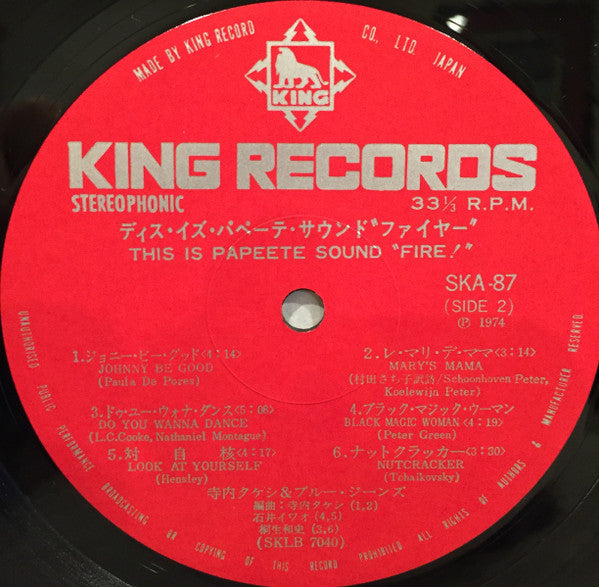 MADE BY KING RECORD CO., LTD. JAPAN
KING
KING RECORDS
STEREOPHONIC
33 1/3 R.P.M.
ディス・イズ・パペーテ・サウンド“ファイヤー”
THIS IS PAPEETE SOUND “FIRE!”
SKA-87
(SIDE 2)
Ⓟ 1974
1.ジョニー・ビー・グッド<4:14>
JOHNNY BE GOOD
(Paula De Pores)
2.レ・マリ・デ・ママ<3:14>
MARY'S MAMA
(村田さち子訳詩/Schoonhoven Peter,
Koelewijn Peter)
3.ドゥ・ユー・ウォナ・ダンス<5:08>
DO YOU WANNA DANCE
(L.C.Cooke, Nathaniel Montague)
4.ブラック・マジック・ウーマン
BLACK MAGIC WOMAN<4:19>
(Peter Green)
5.対自核<4:17>
LOOK AT YOURSELF
(Hensley)
6.ナットクラッカー<3:30>
NUTCRACKER
(Tchaikovsky)
寺内タケシ&ブルー・ジーンズ
編曲:寺内タケシ(1,2)
石井イワオ(4,5)
桐生和史(3,6)
(SKLB 7040)
UNAUTHORISED PUBLIC PERFORMANCE BROADCASTING OR COPYING OF THIS RECORD PROHIBITED ALL RIGHTS OF AUTHORS & MANUFACTURER RESERVED.